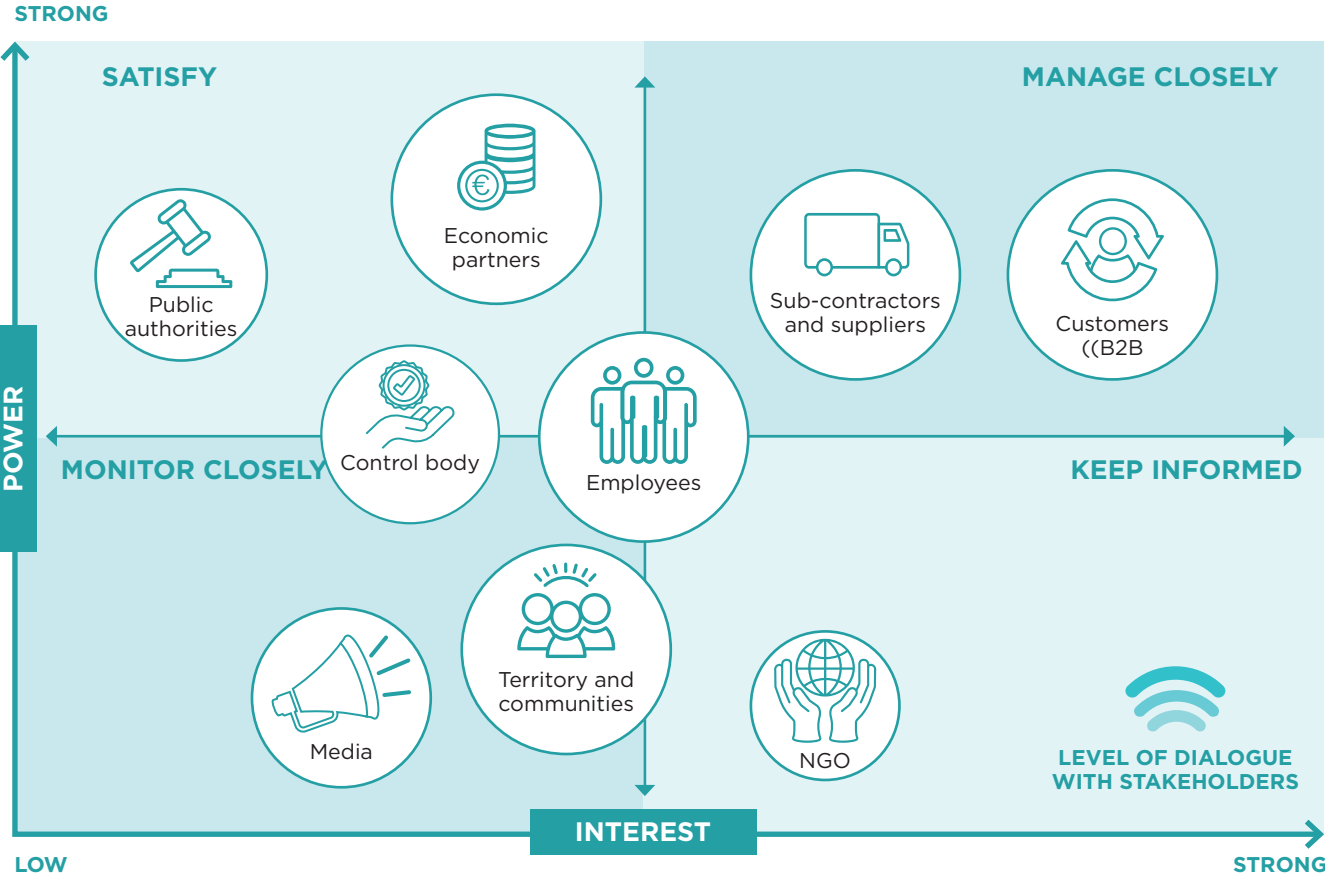 STRONG
SATISFY
MANAGE CLOSELY
€
Economic
partners
Public
authorities
Sub-contractors
and suppliers
Customers
((B2B
POWER
MONITOR CLOSELY
Control body
Employees
KEEP INFORMED
Territory and
communities
Media
NGO
LEVEL OF DIALOGUE
WITH STAKEHOLDERS
INTEREST
LOW
STRONG